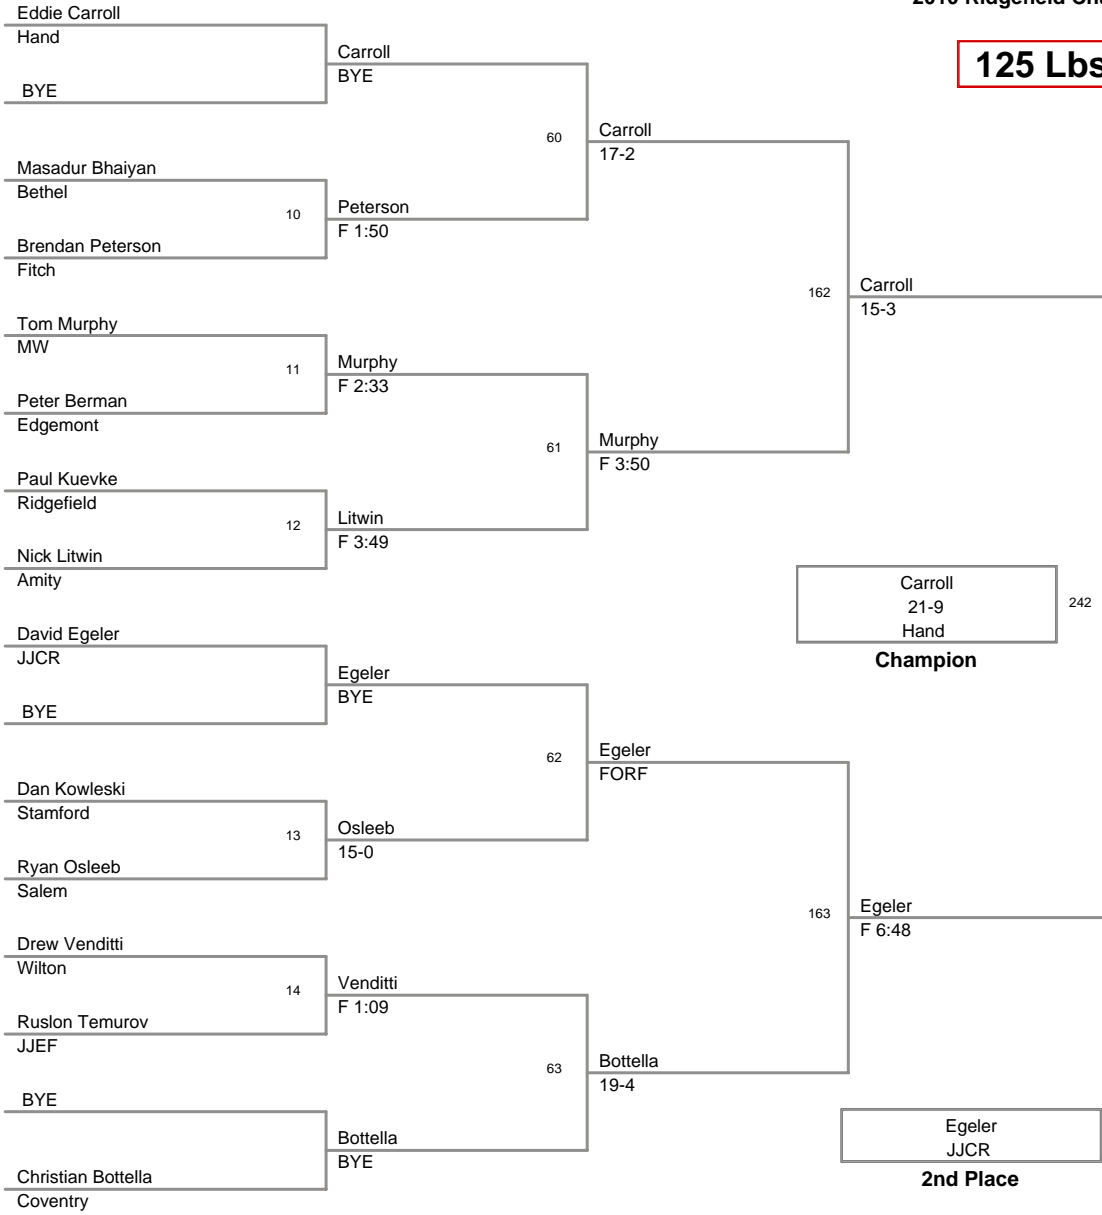 2010 Ridgefield
125 Lbs
Eddie Carroll
Hand
BYE
Carroll
BYE
60
Carroll
17-2
Masadur Bhaiyan
Bethel
10
Peterson
F 1:50
Brendan Peterson
Fitch
162
Carroll
15-3
Tom Murphy
MW
11
Murphy
F 2:33
Peter Berman
Edgemont
61
Murphy
F 3:50
Paul Kuevke
Ridgefield
12
Litwin
F 3:49
Nick Litwin
Amity
Carroll
21-9
Hand
242
Champion
David Egeler
JJCR
BYE
Egeler
BYE
62
Egeler
FORF
Dan Kowleski
Stamford
13
Osleeb
15-0
Ryan Osleeb
Salem
163
Egeler
F 6:48
Drew Venditti
Wilton
14
Venditti
F 1:09
Ruslon Temurov
JJEF
63
Bottella
19-4
BYE
Bottella
BYE
Christian Bottella
Coventry
Egeler
JJCR
2nd Place